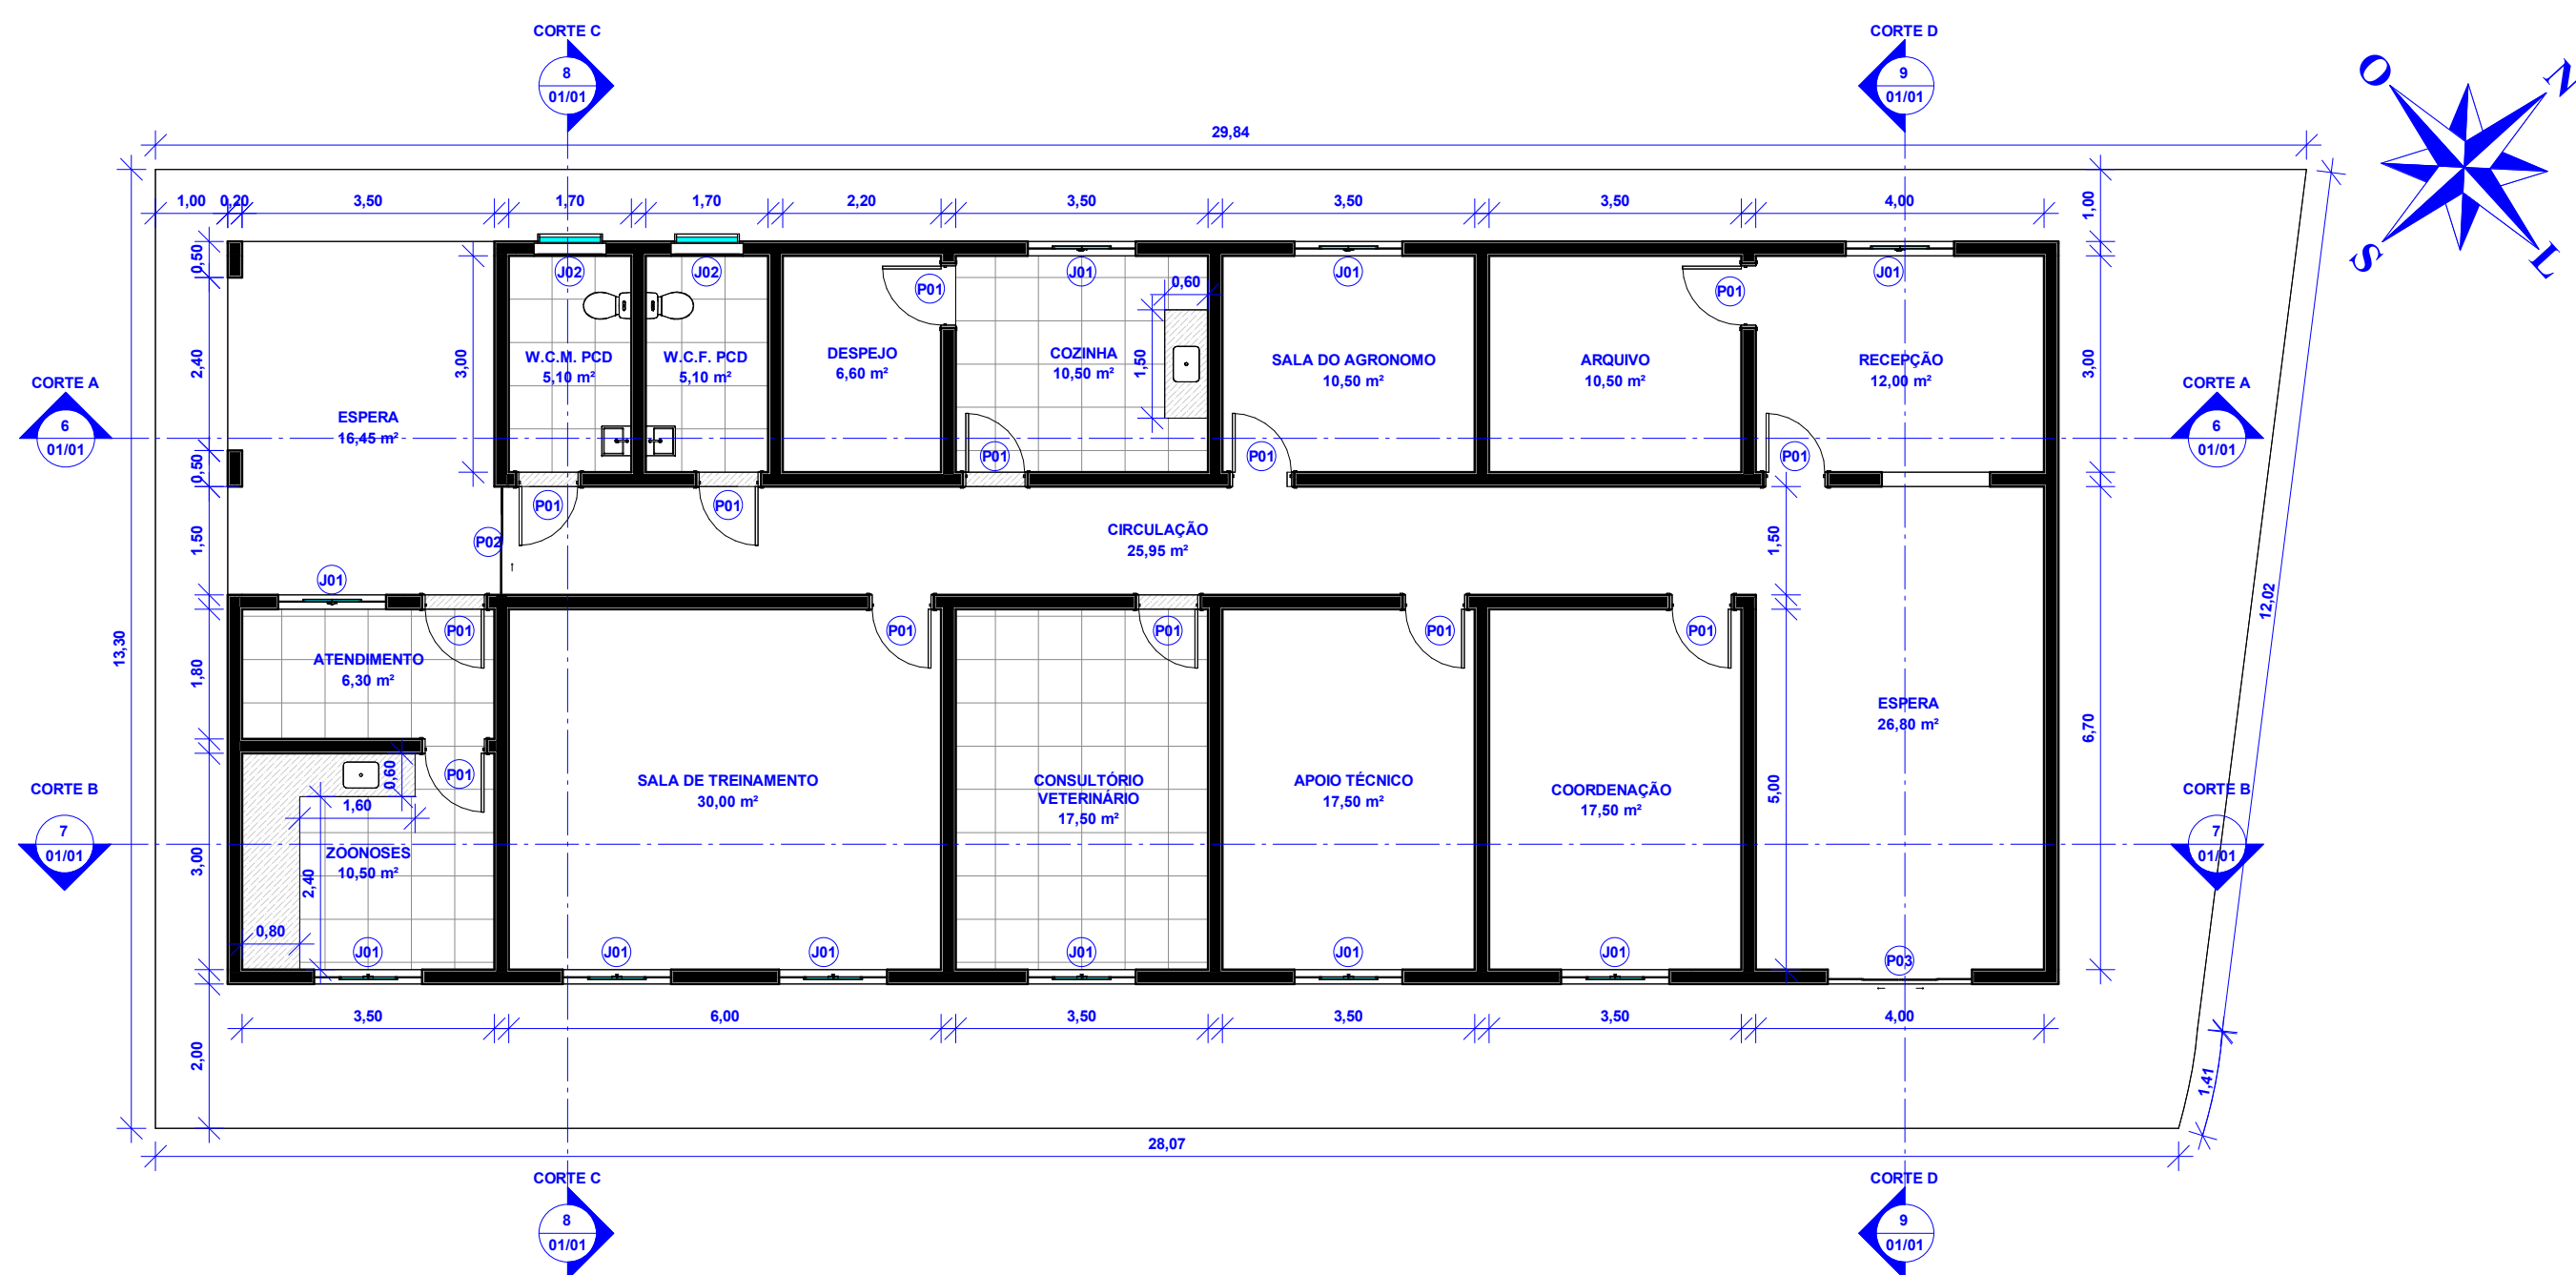 CORTE C
8
01/01
CORTE D
9
01/01
O
N
S
L
29,84
1,00
0,20
3,50
1,70
1,70
2,20
3,50
3,50
3,50
4,00
1,00
0,50
2,40
0,50
1,50
1,80
3,00
2,00
13,30
3,00
J02
J02
J01
J01
J01
P01
P01
0,60
1,50
W.C.M. PCD
5,10 m²
W.C.F. PCD
5,10 m²
DESPEJO
6,60 m²
COZINHA
10,50 m²
SALA DO AGRONOMO
10,50 m²
ARQUIVO
10,50 m²
RECEPÇÃO
12,00 m²
3,00
CORTE A
6
01/01
CORTE A
6
01/01
ESPERA
16,45 m²
P01
P01
P01
P01
P01
P02
CIRCULAÇÃO
25,95 m²
1,50
J01
P01
P01
P01
P01
P01
12,02
ATENDIMENTO
6,30 m²
ESPERA
26,80 m²
6,70
P01
0,60
1,60
SALA DE TREINAMENTO
30,00 m²
CONSULTÓRIO
VETERINÁRIO
17,50 m²
APOIO TÉCNICO
17,50 m²
COORDENAÇÃO
17,50 m²
5,00
CORTE B
7
01/01
CORTE B
7
01/01
ZOONOSES
10,50 m²
2,40
0,80
J01
J01
J01
J01
J01
J01
P03
3,50
6,00
3,50
3,50
3,50
4,00
1,41
28,07
CORTE C
8
01/01
CORTE D
9
01/01